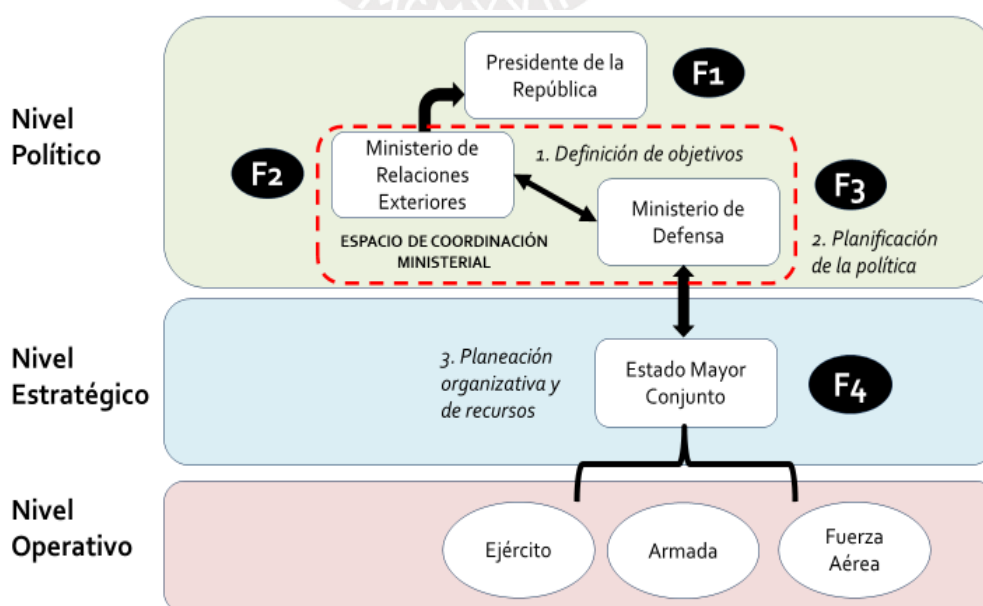 Nivel
Político
Presidente de la
República
F1
F2
Ministerio de
Relaciones
Exteriores
1. Definición de objetivos
Ministerio de
Defensa
F3
ESPACIO DE COORDINACIÓN
MINISTERIAL
2. Planificación
de la política
Nivel
Estratégico
3. Planeación
organizativa y
de recursos
Estado Mayor
Conjunto
F4
Nivel
Operativo
Ejército
Armada
Fuerza
Aérea